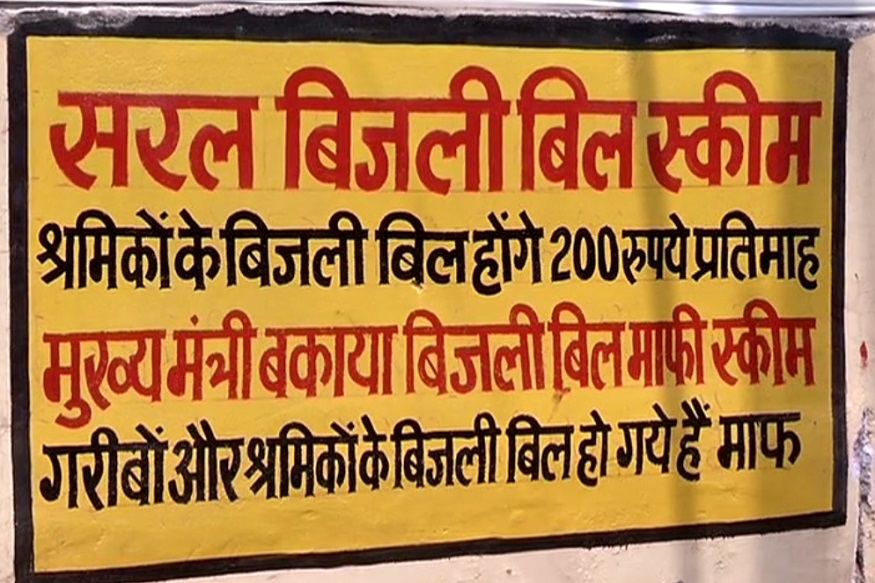 सरल बिजली बिल स्कीम
श्रमिकों के बिजली बिल होंगे 200 रुपये प्रतिमाह
मुख्य मंत्री बकाया बिजली बिल माफी स्कीम
गरीबों और श्रमिकों के बिजली बिल हो गये हैं माफ